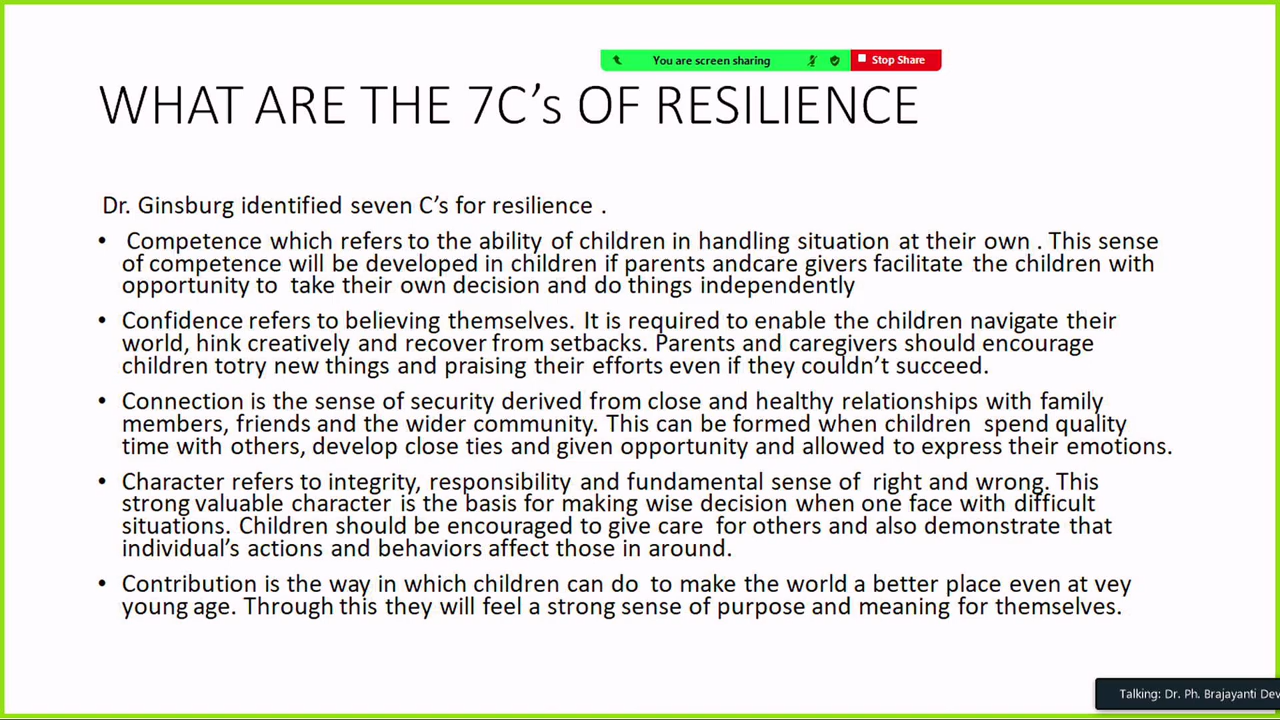 You are screen sharing
Stop Share
WHAT ARE THE 7C’s OF RESILIENCE
Dr. Ginsburg identified seven C’s for resilience .
• Competence which refers to the ability of children in handling situation at their own . This sense
of competence will be developed in children if parents andcare givers facilitate the children with
opportunity to take their own decision and do things independently
• Confidence refers to believing themselves. It is required to enable the children navigate their
world, hink creatively and recover from setbacks. Parents and caregivers should encourage
children totry new things and praising their efforts even if they couldn’t succeed.
• Connection is the sense of security derived from close and healthy relationships with family
members, friends and the wider community. This can be formed when children spend quality
time with others, develop close ties and given opportunity and allowed to express their emotions.
• Character refers to integrity, responsibility and fundamental sense of right and wrong. This
strong valuable character is the basis for making wise decision when one face with difficult
situations. Children should be encouraged to give care for others and also demonstrate that
individual’s actions and behaviors affect those in around.
• Contribution is the way in which children can do to make the world a better place even at vey
young age. Through this they will feel a strong sense of purpose and meaning for themselves.
Talking: Dr. Ph. Brajayanti Dev